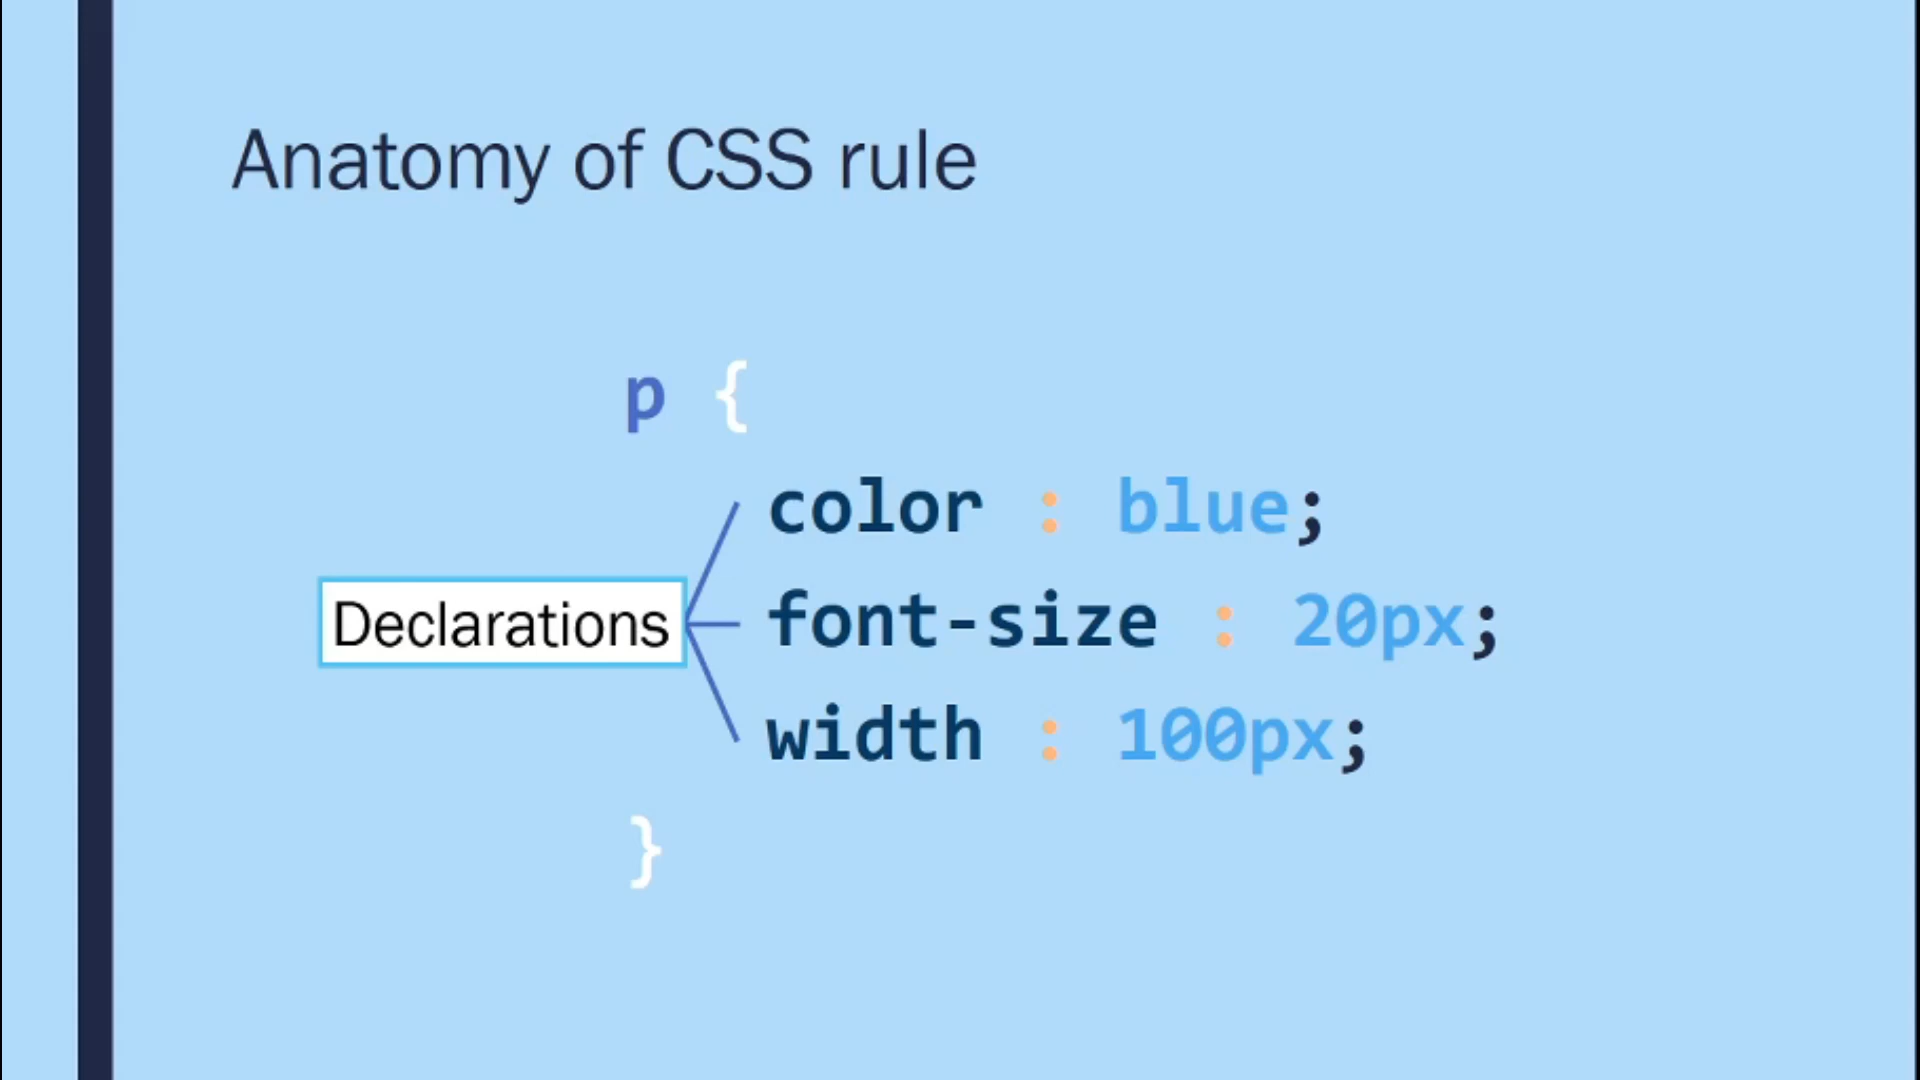 Anatomy of CSS rule
p {
color : blue;
Declarations
font-size : 20px;
width : 100px;
}